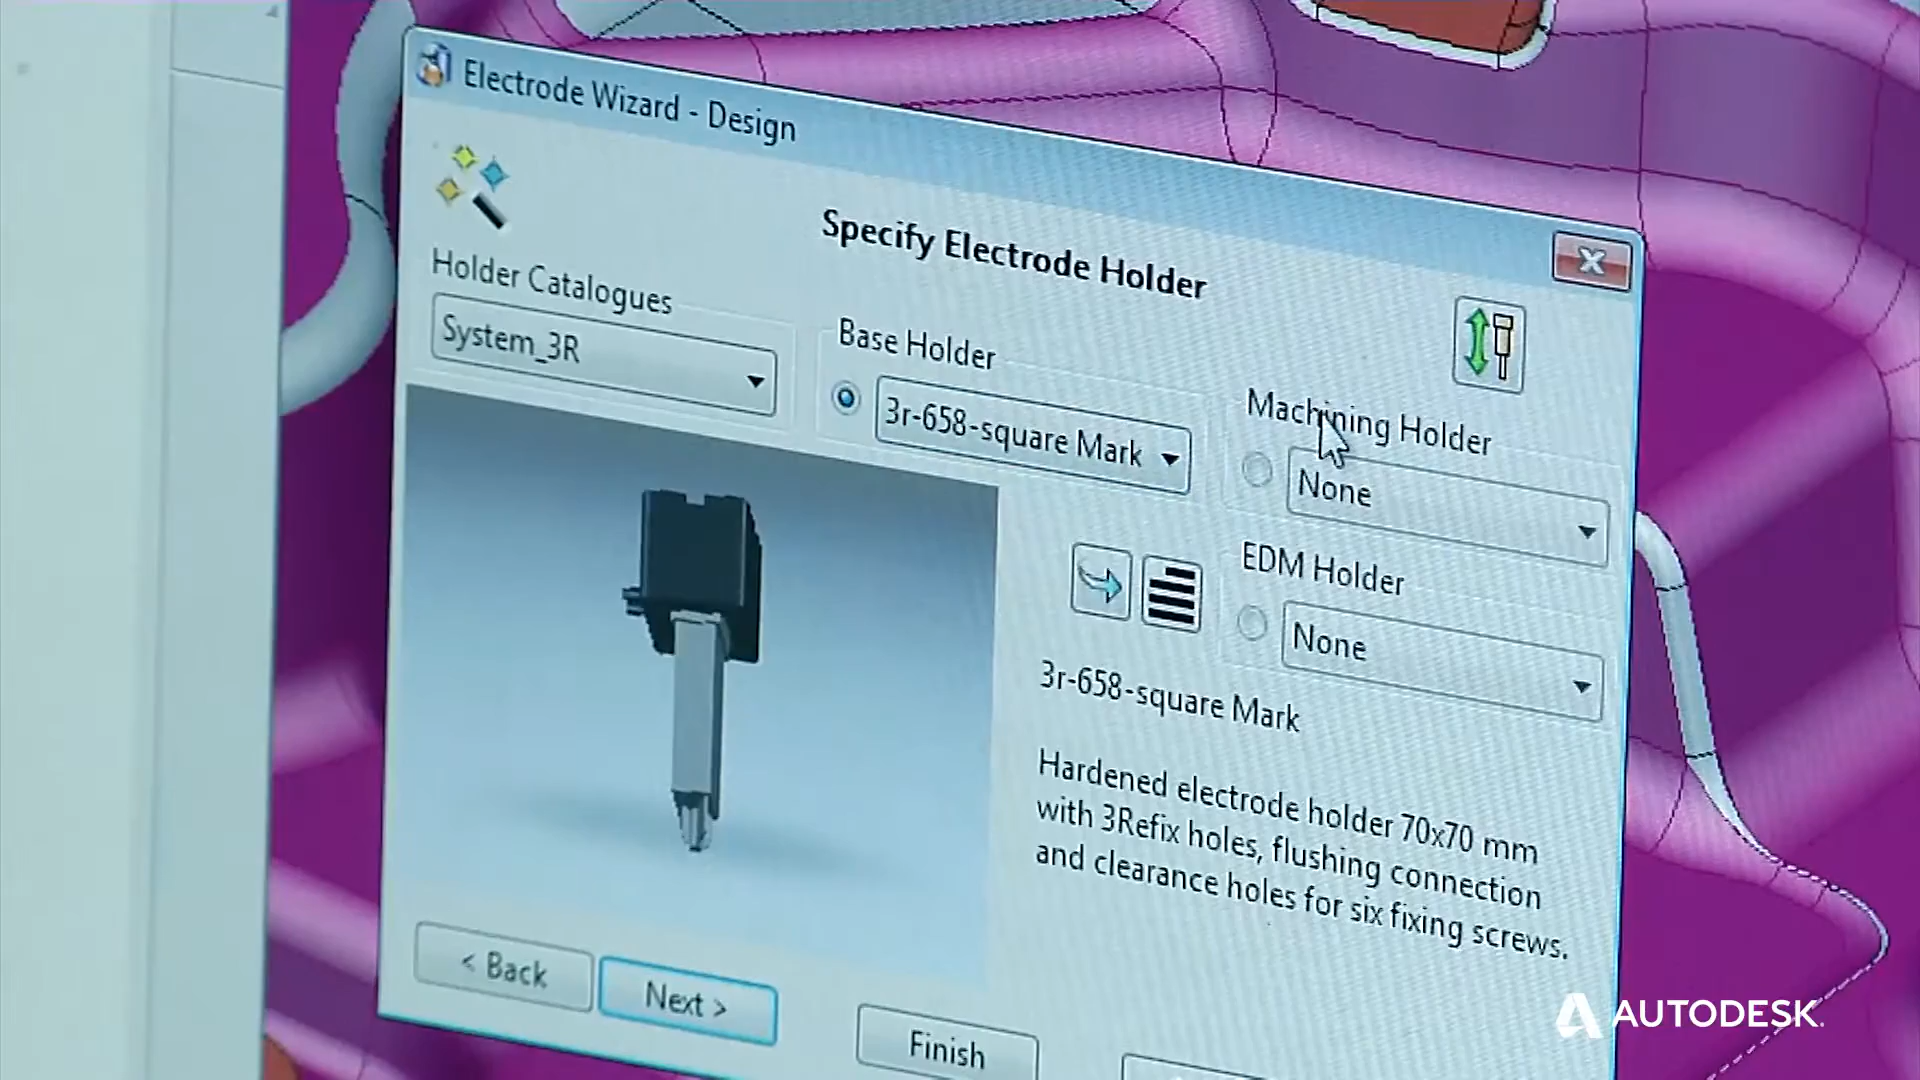 Electrode Wizard - Design
Specify Electrode Holder
Holder Catalogues
System_3R
Base Holder
3r-658-square Mark
Machining Holder
None
EDM Holder
None
3r-658-square Mark
Hardened electrode holder 70x70 mm
with 3Refix holes, flushing connection
and clearance holes for six fixing screws.
< Back
Next >
Finish
AUTODESK.